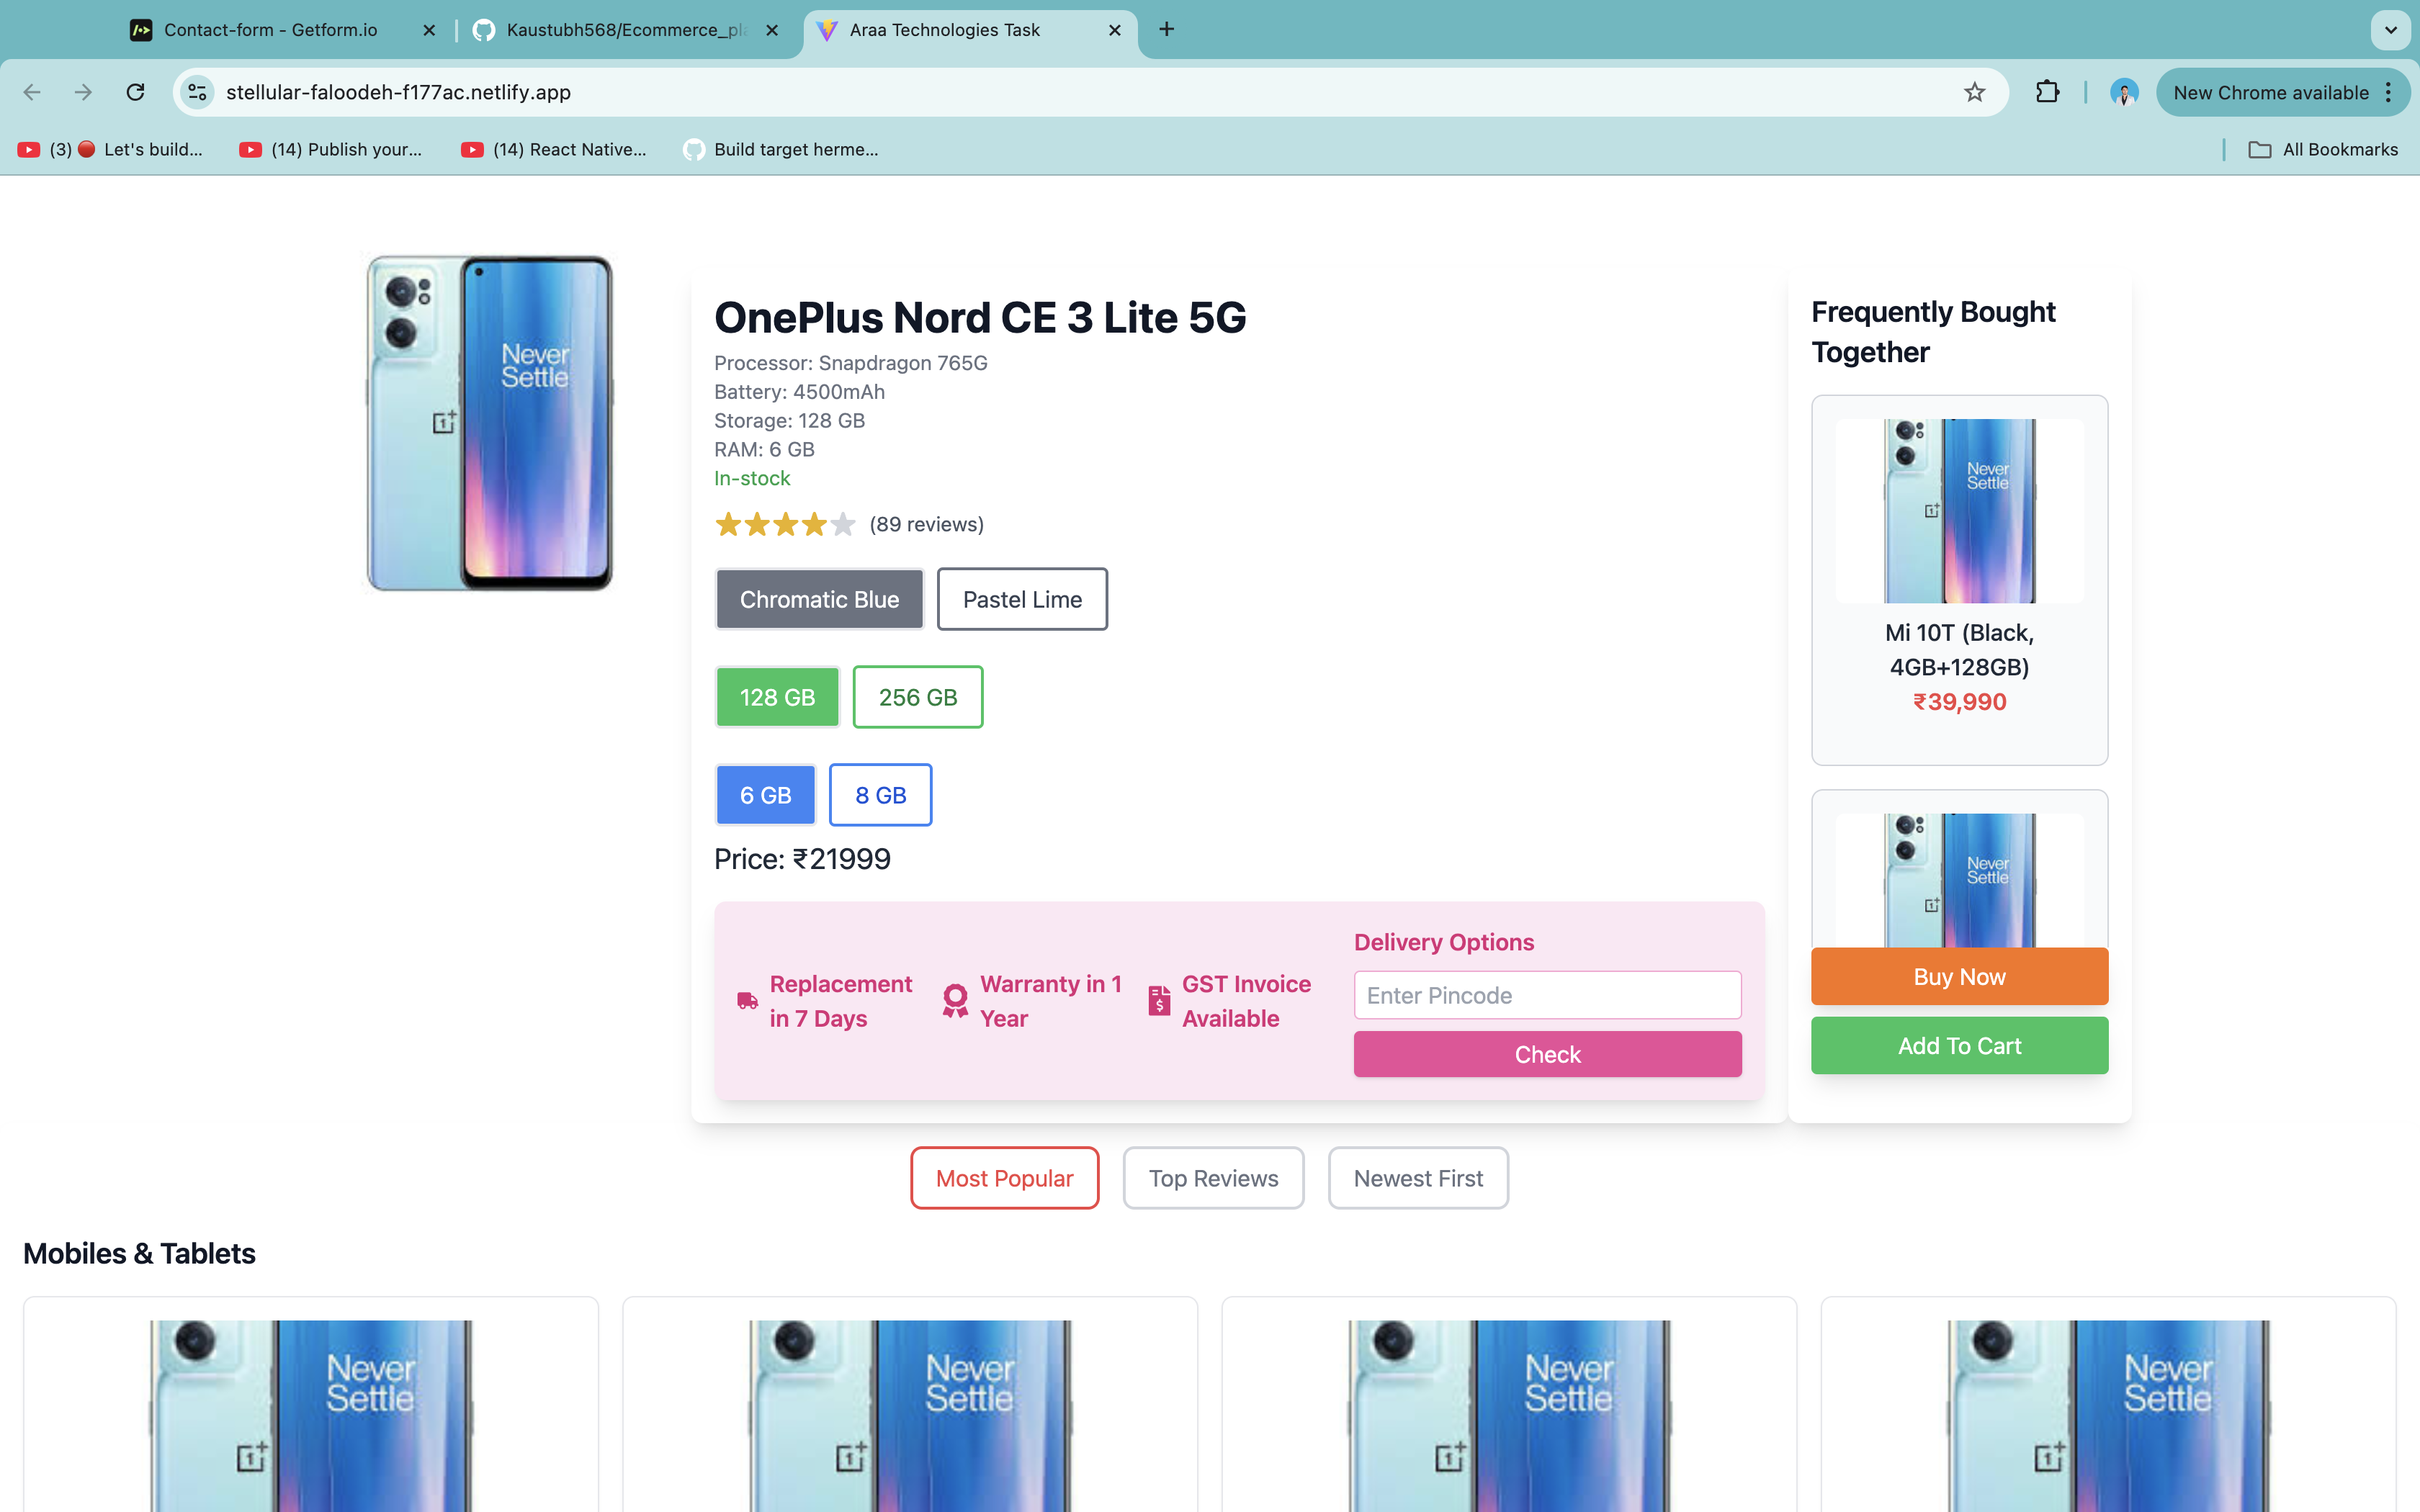 Contact-form - Getform.io
Kaustubh568/Ecommerce_pl
Araa Technologies Task
stellular-faloodeh-f177ac.netlify.app
New Chrome available
(3) 🔴 Let's build...
(14) Publish your...
(14) React Native...
Build target herme...
All Bookmarks
Never
Settle
OnePlus Nord CE 3 Lite 5G
Processor: Snapdragon 765G
Battery: 4500mAh
Storage: 128 GB
RAM: 6 GB
In-stock
(89 reviews)
Chromatic Blue
Pastel Lime
128 GB
256 GB
6 GB
8 GB
Price: ₹21999
Replacement
in 7 Days
Warranty in 1
Year
GST Invoice
Available
Delivery Options
Enter Pincode
Check
Frequently Bought
Together
Never
Settle
Mi 10T (Black,
4GB+128GB)
₹39,990
Never
Settle
Buy Now
Add To Cart
Most Popular
Top Reviews
Newest First
Mobiles & Tablets
Never
Settle
Never
Settle
Never
Settle
Never
Settle